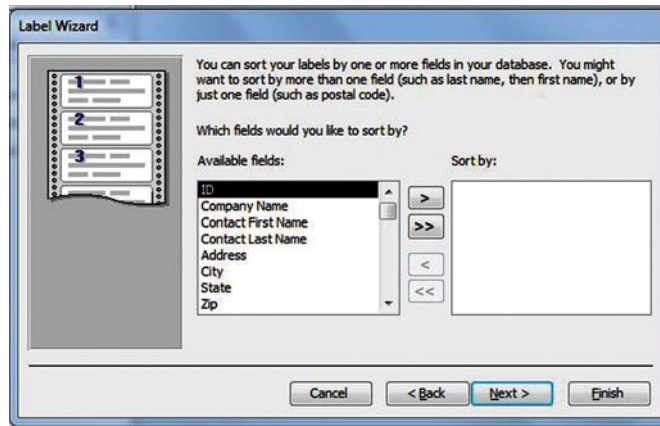 Label Wizard
1
2
3
You can sort your labels by one or more fields in your database. You might
want to sort by more than one field (such as last name, then first name), or by
just one field (such as postal code).
Which fields would you like to sort by?
Available fields:
Sort by:
ID
Company Name
Contact First Name
Contact Last Name
Address
City
State
Zip
>
>>
<
<<
Cancel
< Back
Next >
Finish